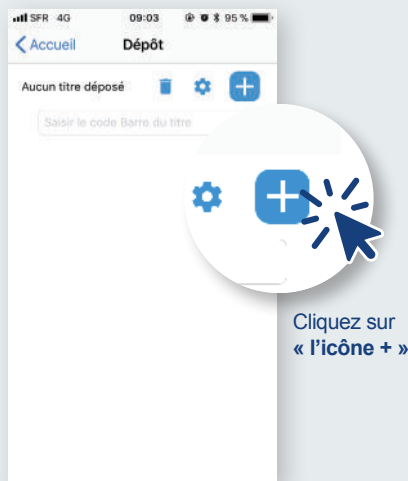 SFR 4G 09:03 95 %
Accueil Dépôt
Aucun titre déposé
Saisir le code Barre du titre
Cliquez sur
« l'icône + »